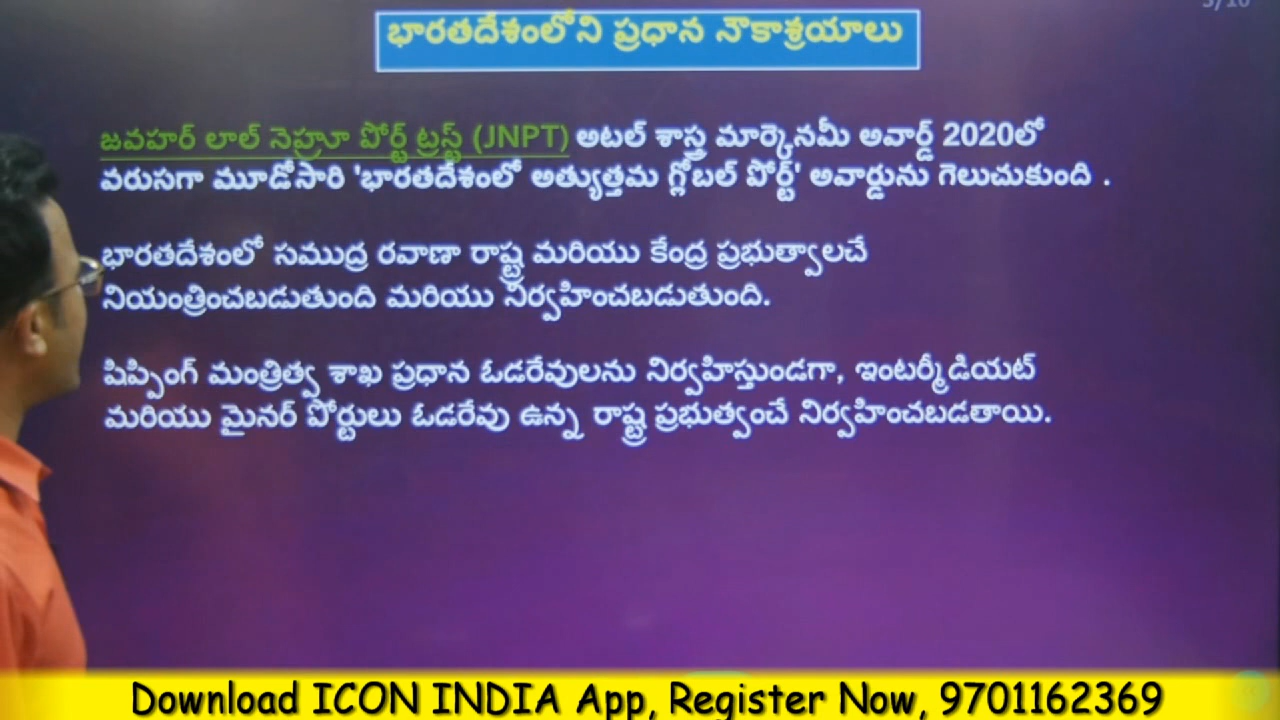 భారతదేశంలోని ప్రధాన నౌకాశ్రయాలు
జవహర్ లాల్ నెహ్రూ పోర్ట్ ట్రస్ట్ (JNPT) అటల్ శాస్త్ర మార్కెనమీ అవార్డ్ 2020లో
వరుసగా మూడోసారి 'భారతదేశంలో అత్యుత్తమ గ్లోబల్ పోర్ట్' అవార్డును గెలుచుకుంది .
భారతదేశంలో సముద్ర రవాణా రాష్ట్ర మరియు కేంద్ర ప్రభుత్వాలచే
నియంత్రించబడుతుంది మరియు నిర్వహించబడుతుంది.
షిప్పింగ్ మంత్రిత్వ శాఖ ప్రధాన ఓడరేవులను నిర్వహిస్తుండగా, ఇంటర్మీడియట్
మరియు మైనర్ పోర్టులు ఓడరేవు ఉన్న రాష్ట్ర ప్రభుత్వంచే నిర్వహించబడతాయి.
Download ICON INDIA App, Register Now, 9701162369